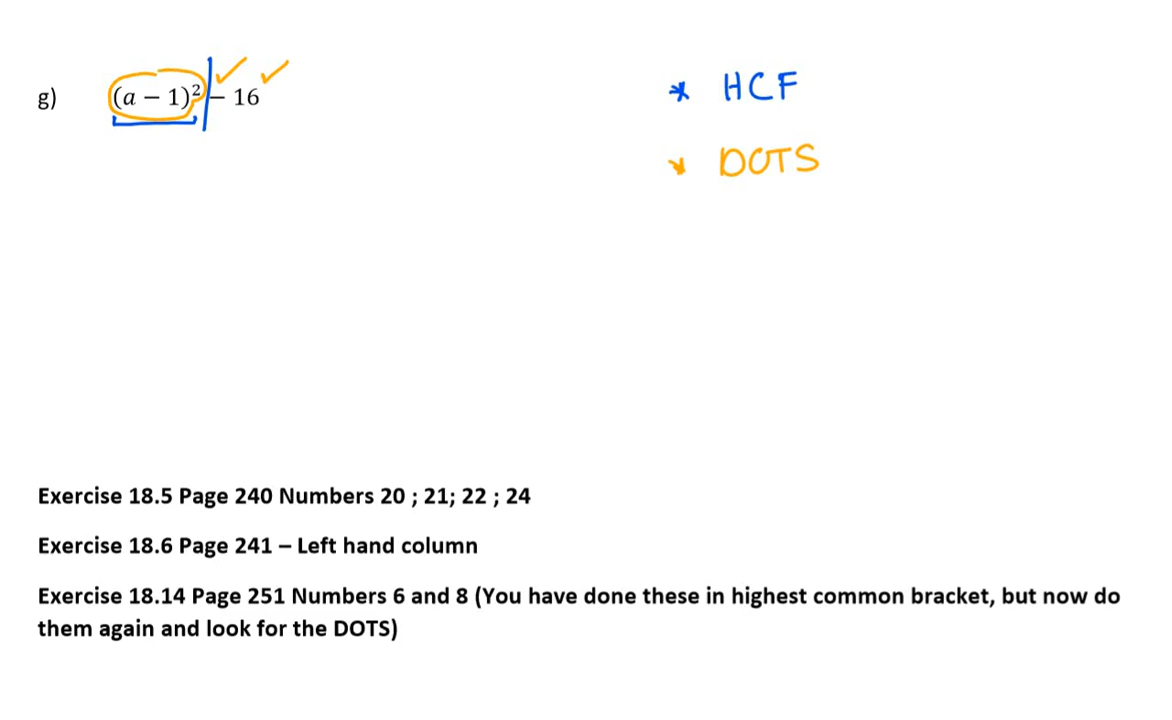 g) (a − 1)² − 16
* HCF
* DOTS
Exercise 18.5 Page 240 Numbers 20 ; 21; 22 ; 24
Exercise 18.6 Page 241 – Left hand column
Exercise 18.14 Page 251 Numbers 6 and 8 (You have done these in highest common bracket, but now do
them again and look for the DOTS)